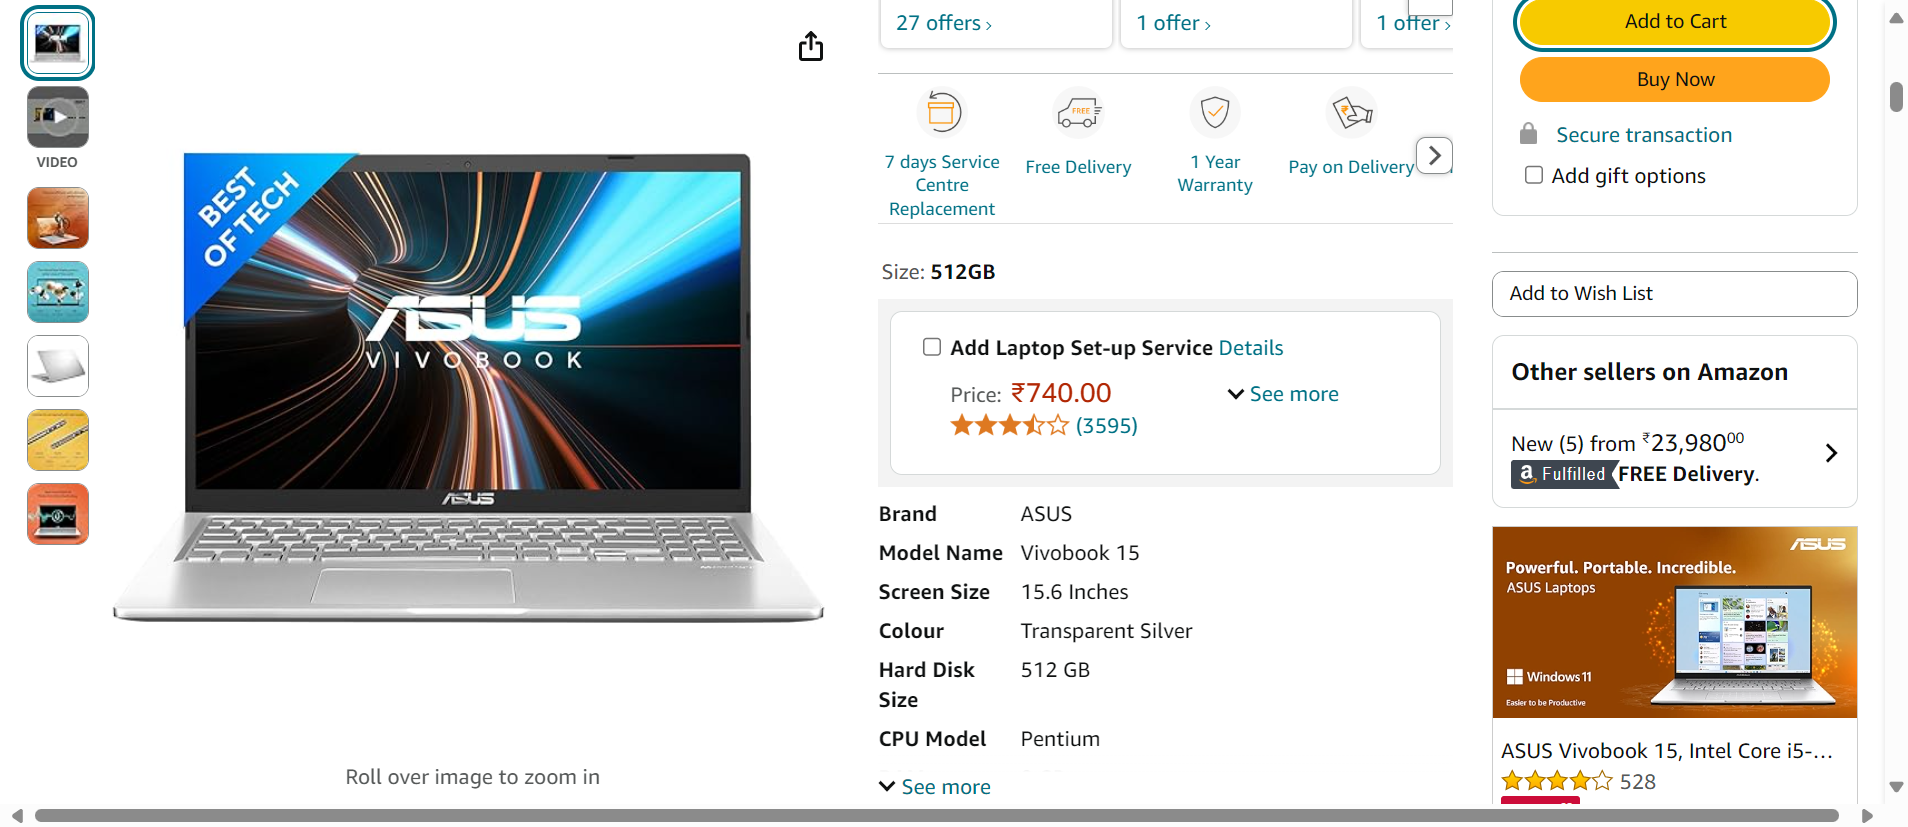 VIDEO
BEST
OF TECH
ASUS
VIVOBOOK
ASUS
Roll over image to zoom in
27 offers ›
1 offer ›
1 offer ›
7 days Service
Centre
Replacement
FREE
Free Delivery
1 Year
Warranty
Pay on Delivery
Size: 512GB
Add Laptop Set-up Service Details
Price: ₹740.00
See more
(3595)
Brand ASUS
Model Name Vivobook 15
Screen Size 15.6 Inches
Colour Transparent Silver
Hard Disk Size 512 GB
CPU Model Pentium
See more
Add to Cart
Buy Now
Secure transaction
Add gift options
Add to Wish List
Other sellers on Amazon
New (5) from ₹23,980⁰⁰
a Fulfilled FREE Delivery.
ASUS
Powerful. Portable. Incredible.
ASUS Laptops
Windows 11
Easier to be Productive
ASUS Vivobook 15, Intel Core i5-...
528